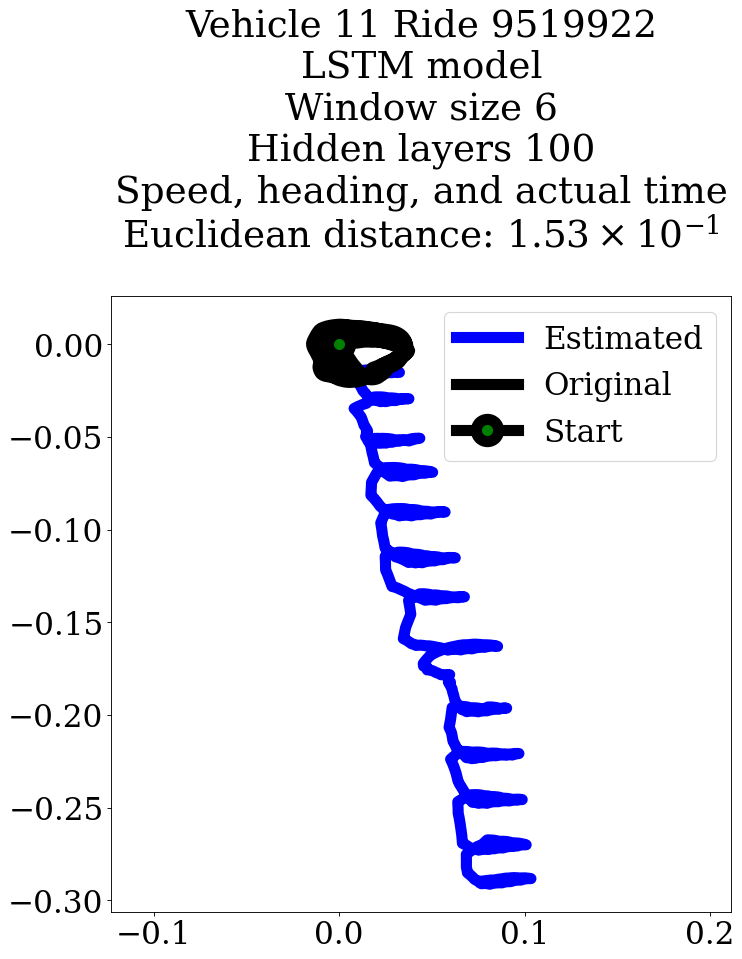 Vehicle 11 Ride 9519922
LSTM model
Window size 6
Hidden layers 100
Speed, heading, and actual time
Euclidean distance: 1.53 × 10⁻¹
Estimated
Original
Start
0.00
−0.05
−0.10
−0.15
−0.20
−0.25
−0.30
−0.1
0.0
0.1
0.2